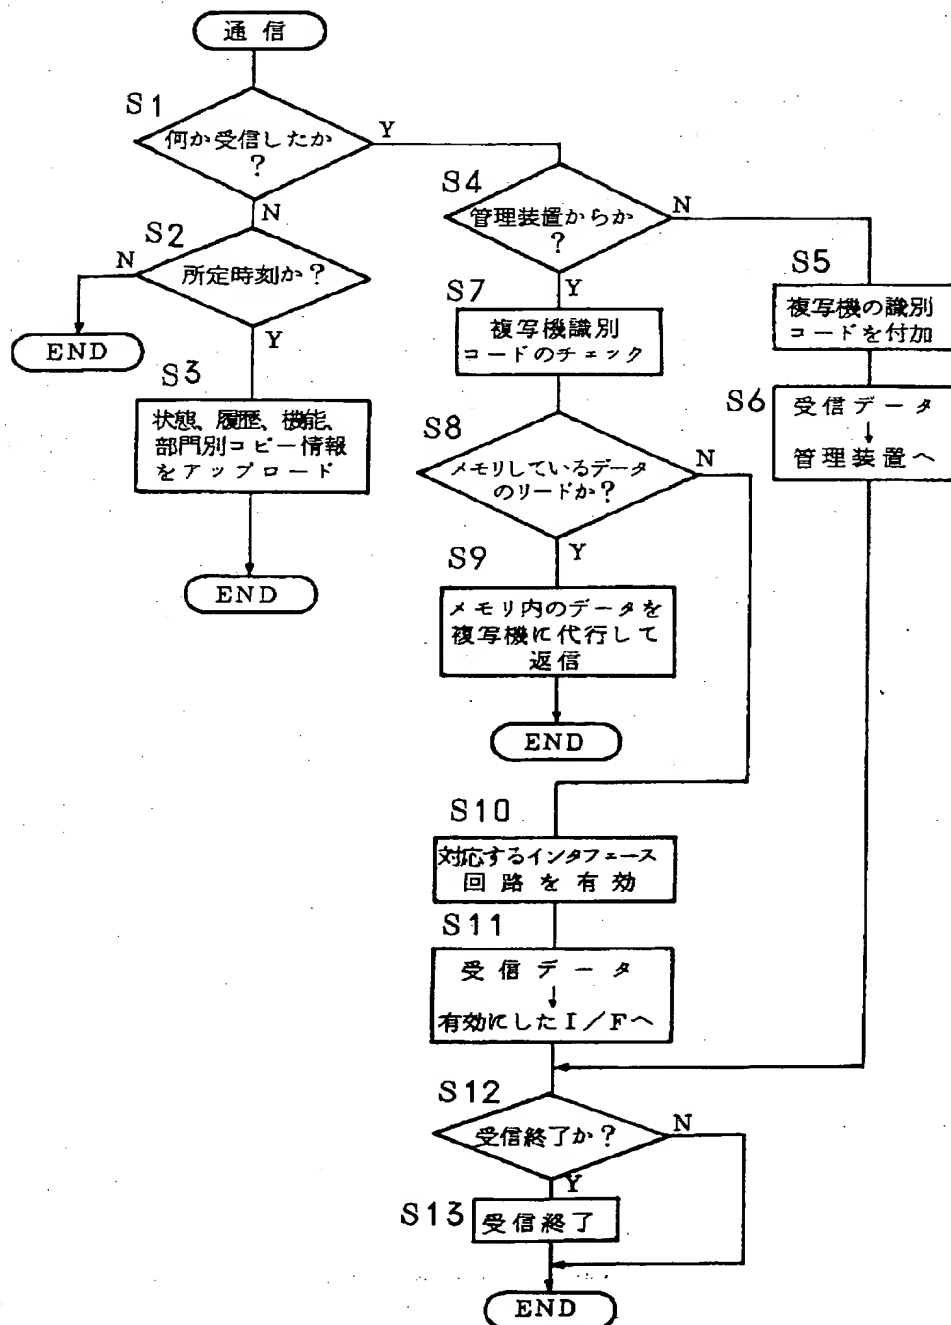 通信
S1
何か受信したか
?
Y
N
S2
所定時刻か?
N
Y
END
S3
状態、履歴、機能、
部門別コピー情報
をアップロード
END
S4
管理装置からか
?
N
Y
S5
複写機の識別
コードを付加
S6
受信データ
↓
管理装置へ
S7
複写機識別
コードのチェック
S8
メモリしているデータ
のリードか?
N
Y
S9
メモリ内のデータを
複写機に代行して
返信
END
S10
対応するインタフェース
回路を有効
S11
受信データ
↓
有効にしたI/Fへ
S12
受信終了か?
N
Y
S13
受信終了
END